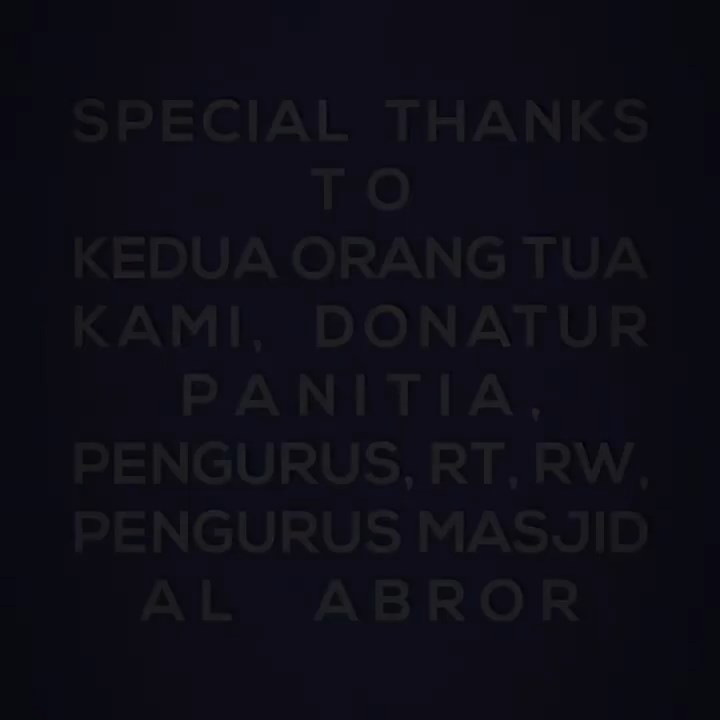 SPECIAL THANKS
TO
KEDUA ORANG TUA
KAMI, DONATUR
PANITIA,
PENGURUS, RT, RW,
PENGURUS MASJID
AL ABROR